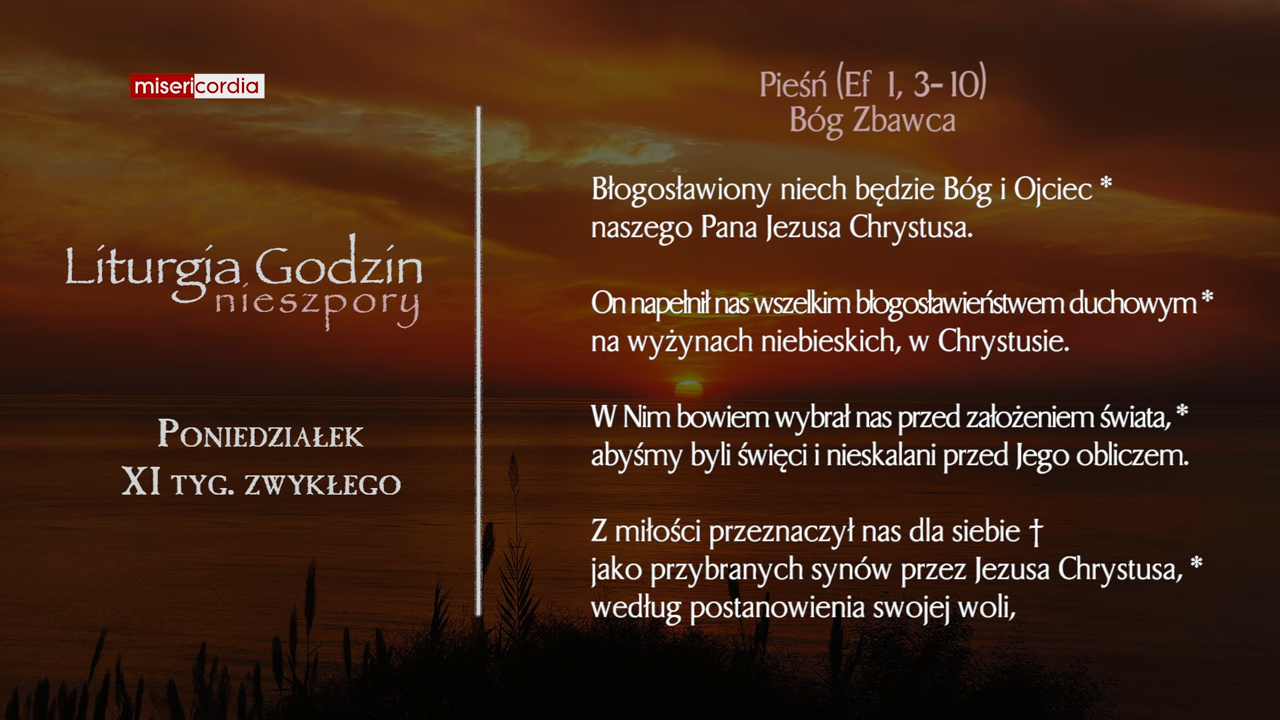 misericordia
Liturgia Godzin
nieszpory
Poniedziałek
XI tyg. zwykłego
Pieśń (Ef 1, 3-10)
Bóg Zbawca
Błogosławiony niech będzie Bóg i Ojciec *
naszego Pana Jezusa Chrystusa.
On napełnił nas wszelkim błogosławieństwem duchowym *
na wyżynach niebieskich, w Chrystusie.
W Nim bowiem wybrał nas przed założeniem świata, *
abyśmy byli święci i nieskalani przed Jego obliczem.
Z miłości przeznaczył nas dla siebie †
jako przybranych synów przez Jezusa Chrystusa, *
według postanowienia swojej woli,